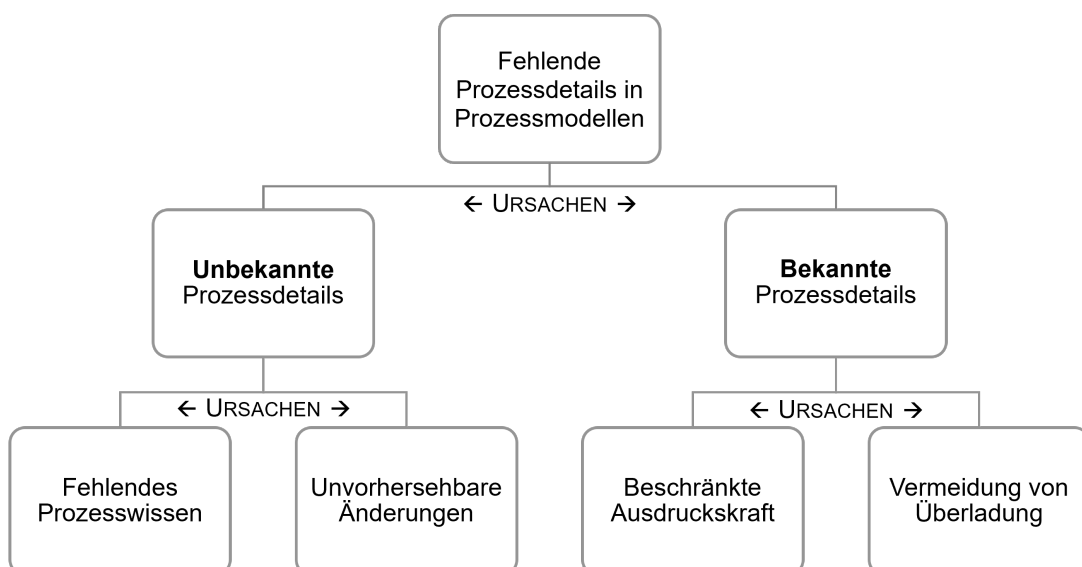 Fehlende
Prozessdetails in
Prozessmodellen
← URSACHEN →
Unbekannte
Prozessdetails
Bekannte
Prozessdetails
← URSACHEN →
← URSACHEN →
Fehlendes
Prozesswissen
Unvorhersehbare
Änderungen
Beschränkte
Ausdruckskraft
Vermeidung von
Überladung